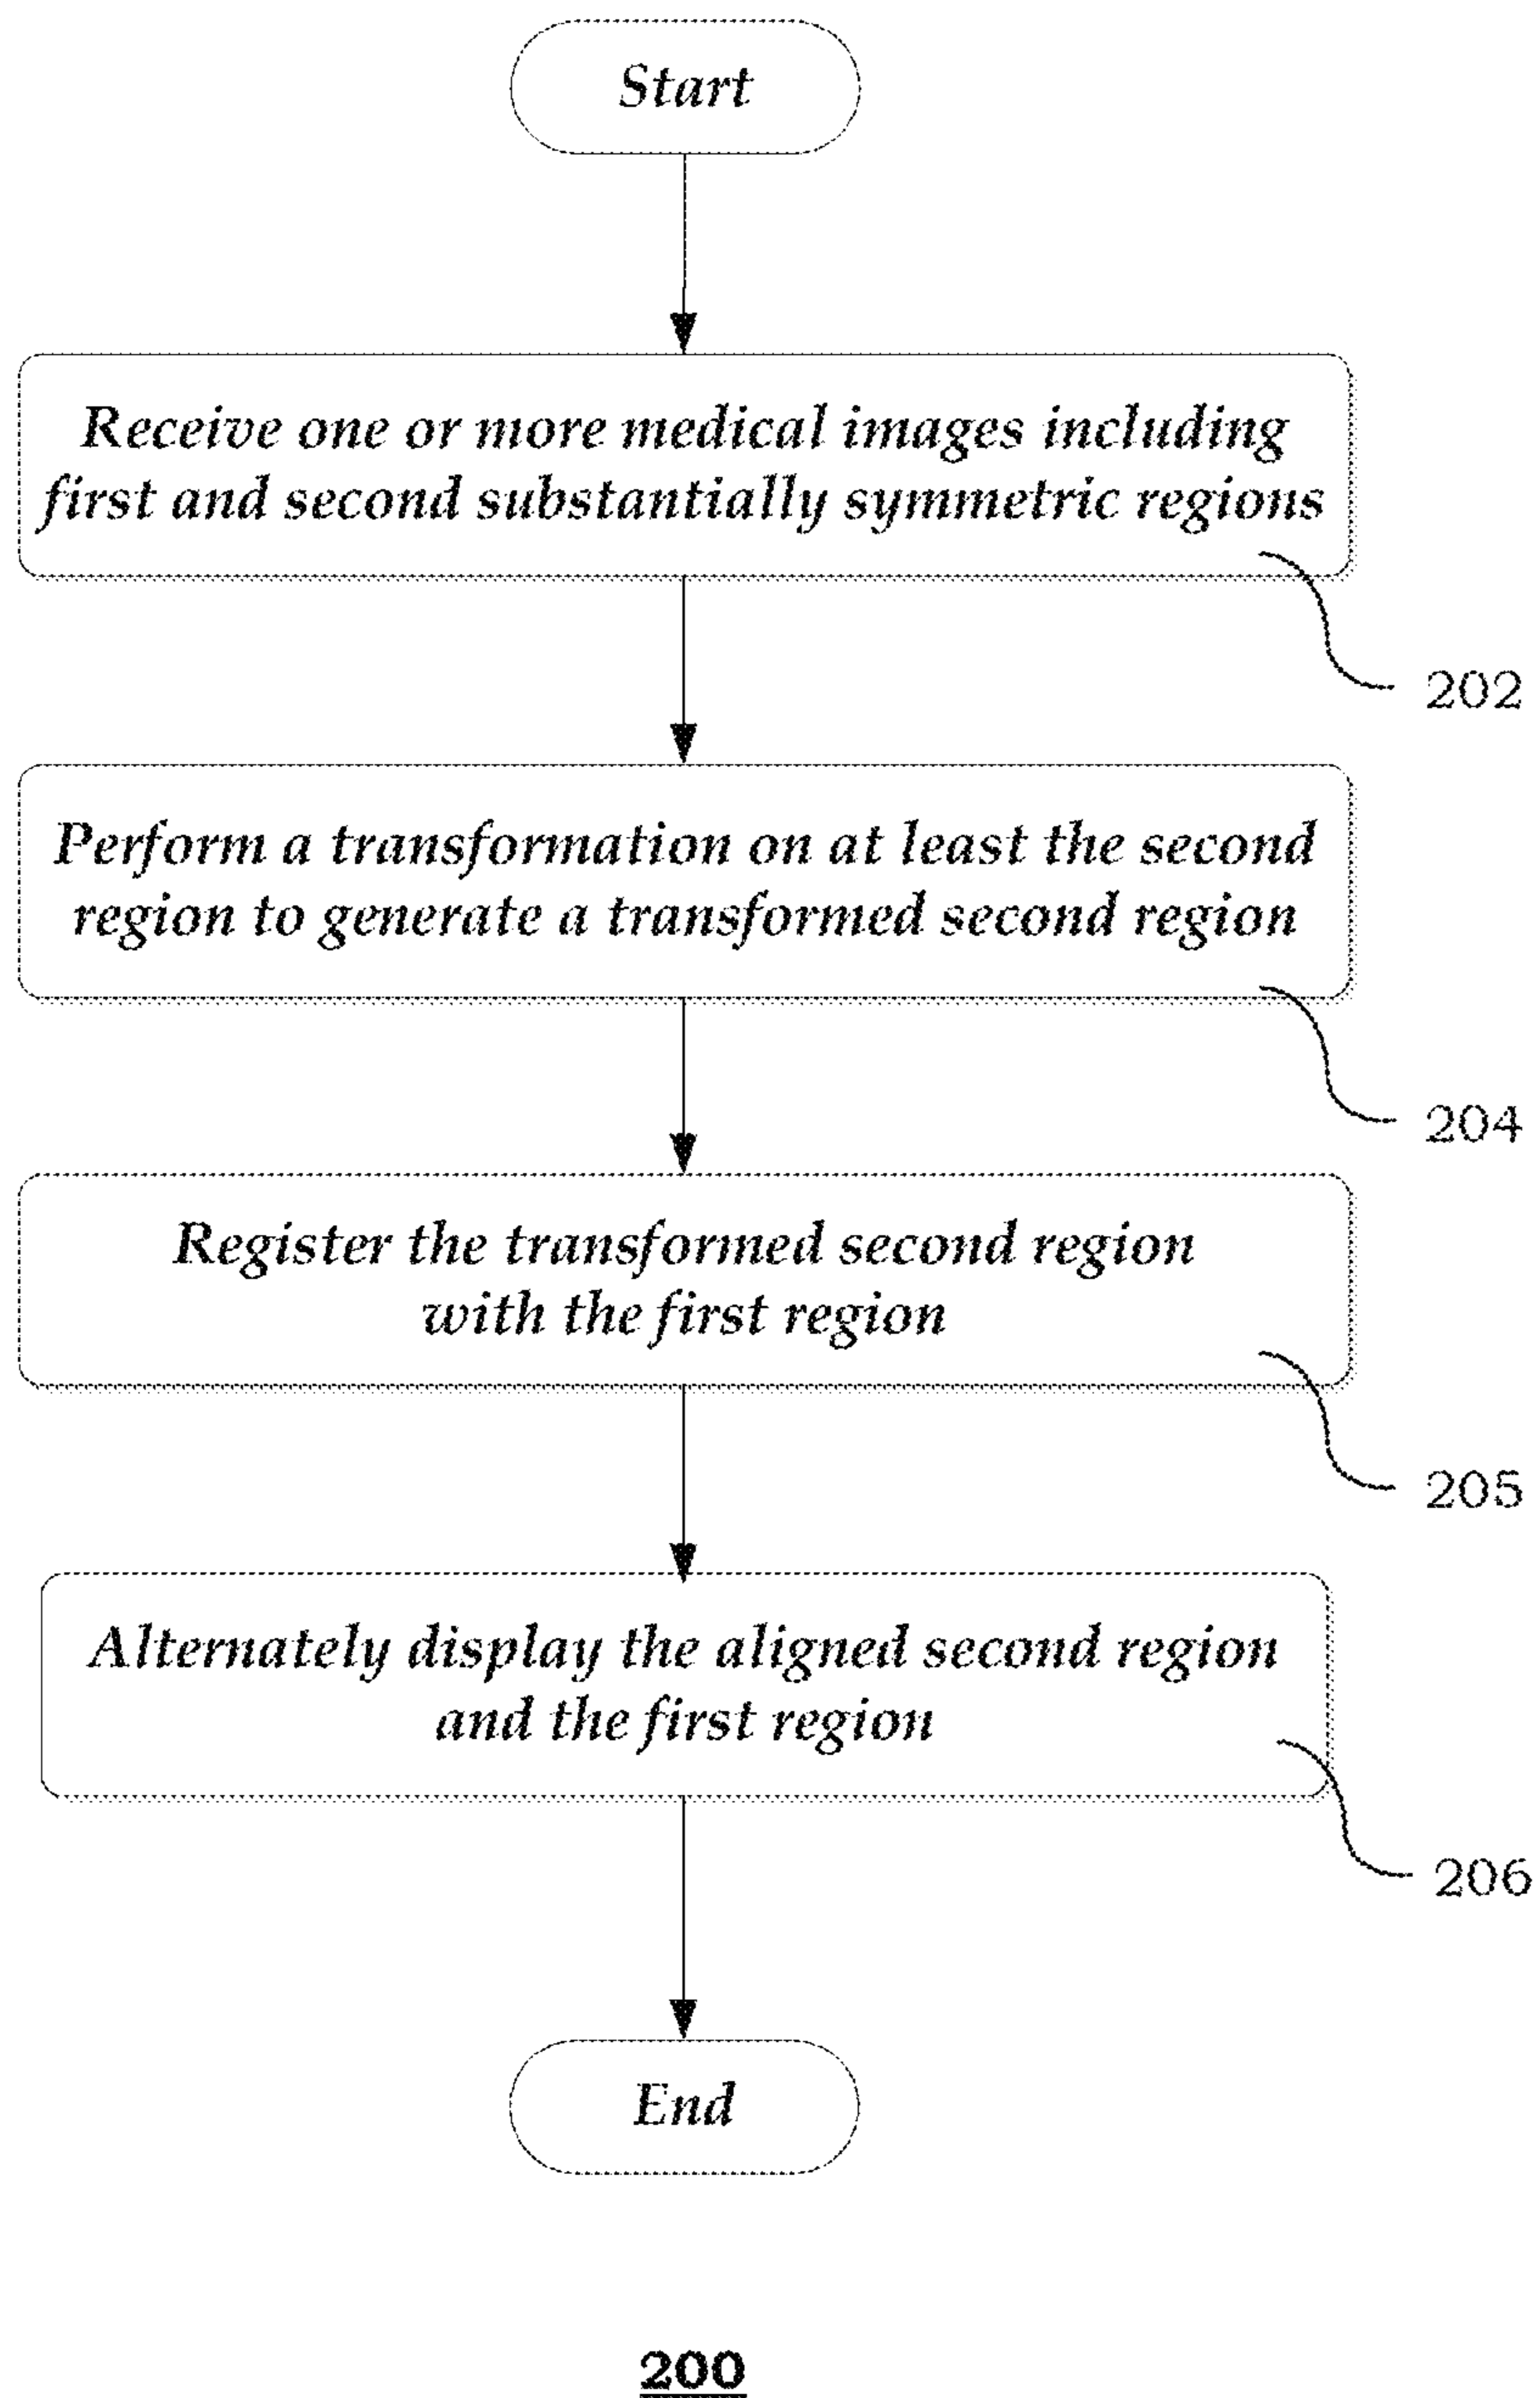 Start
Receive one or more medical images including
first and second substantially symmetric regions
202
Perform a transformation on at least the second
region to generate a transformed second region
204
Register the transformed second region
with the first region
205
Alternately display the aligned second region
and the first region
206
End
200